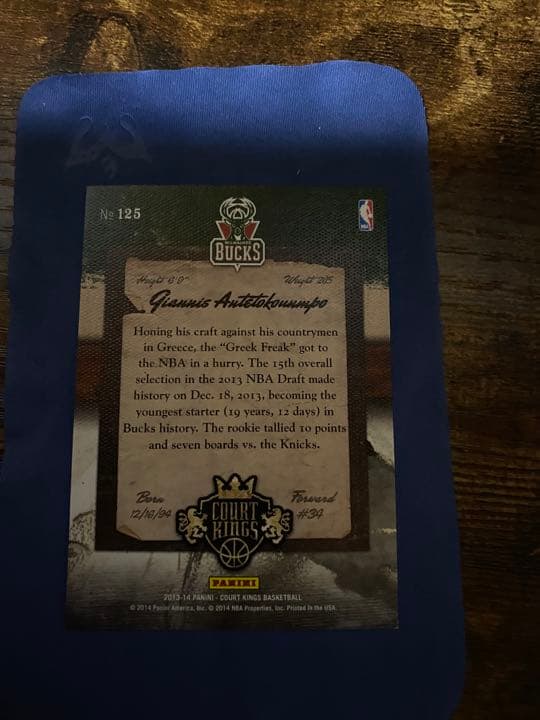 № 125
NBA
MILWAUKEE
BUCKS
Height 6'9"
Weight 205
Giannis Antetokounmpo
Honing his craft against his countrymen
in Greece, the “Greek Freak” got to
the NBA in a hurry. The 15th overall
selection in the 2013 NBA Draft made
history on Dec. 18, 2013, becoming the
youngest starter (19 years, 12 days) in
Bucks history. The rookie tallied 10 points
and seven boards vs. the Knicks.
Born
12/16/94
Forward
#34
COURT
KINGS
PANINI
2013-14 PANINI - COURT KINGS BASKETBALL
© 2014 Panini America, Inc. © 2014 NBA Properties, Inc. Printed in the USA.